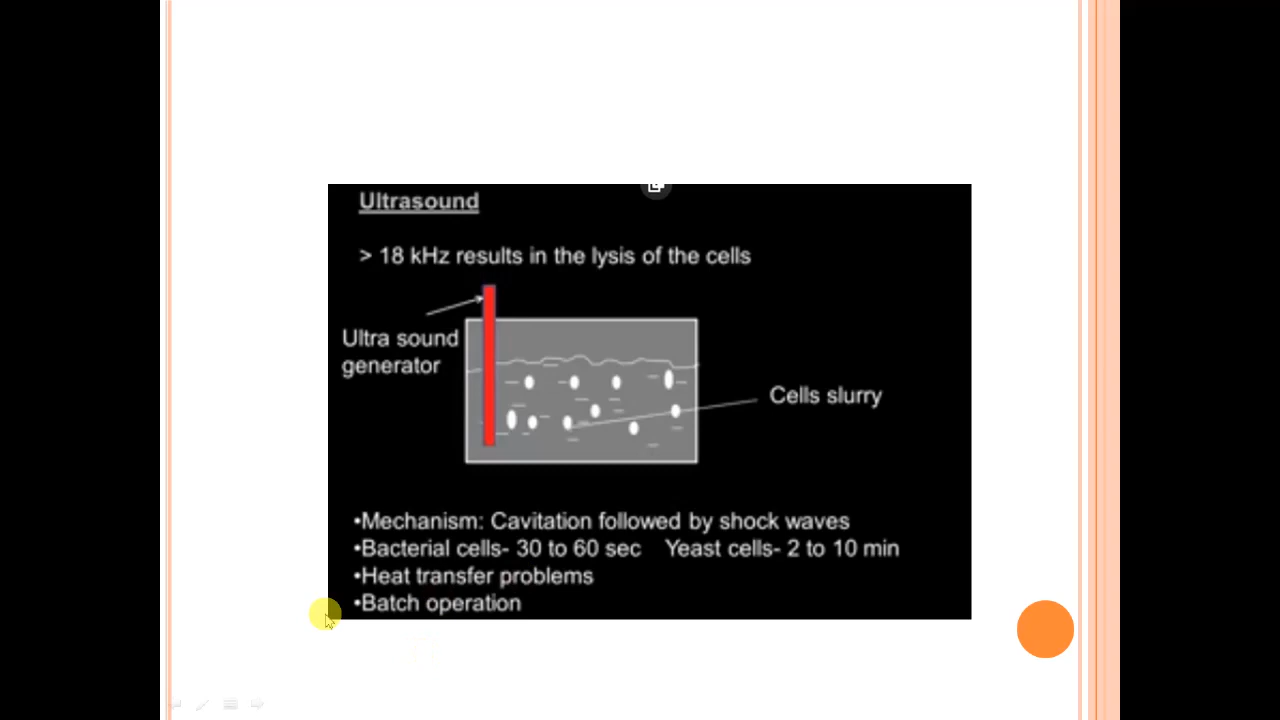 Ultrasound
> 18 kHz results in the lysis of the cells
Ultra sound
generator
Cells slurry
•Mechanism: Cavitation followed by shock waves
•Bacterial cells- 30 to 60 sec Yeast cells- 2 to 10 min
•Heat transfer problems
•Batch operation